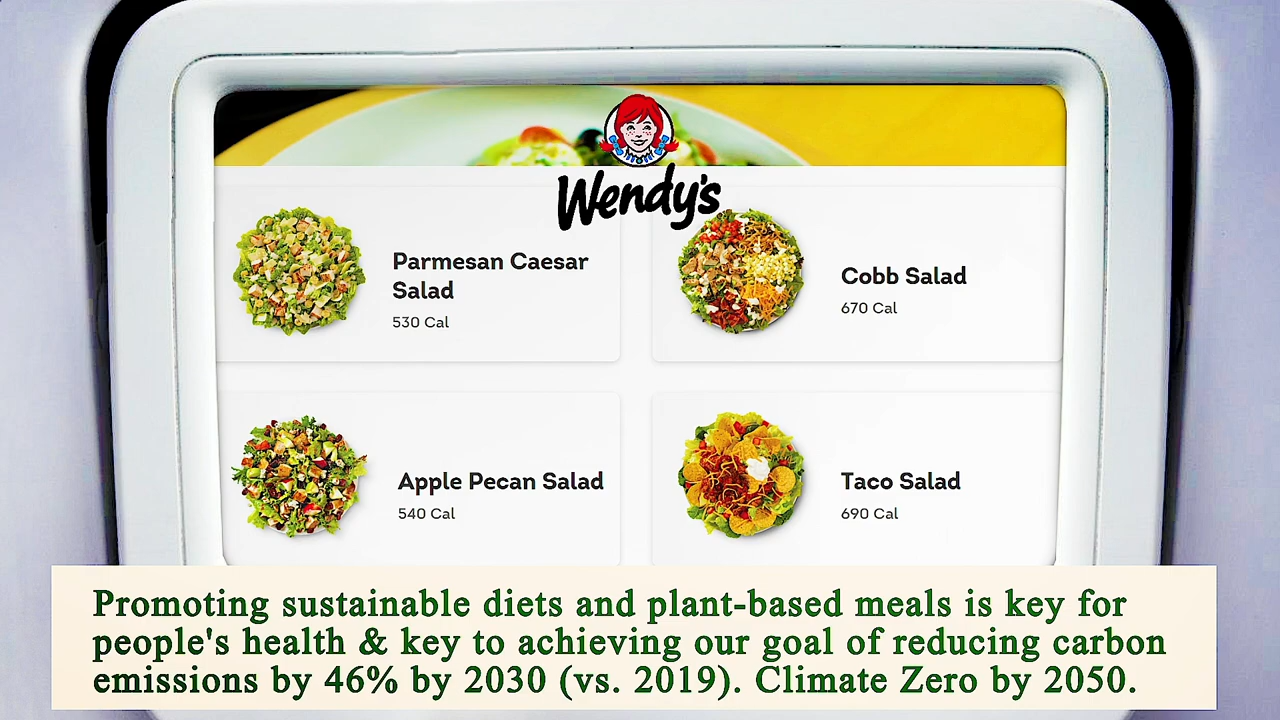 Wendy's
Parmesan Caesar
Salad
530 Cal
Cobb Salad
670 Cal
Apple Pecan Salad
540 Cal
Taco Salad
690 Cal
Promoting sustainable diets and plant-based meals is key for
people's health & key to achieving our goal of reducing carbon
emissions by 46% by 2030 (vs. 2019). Climate Zero by 2050.